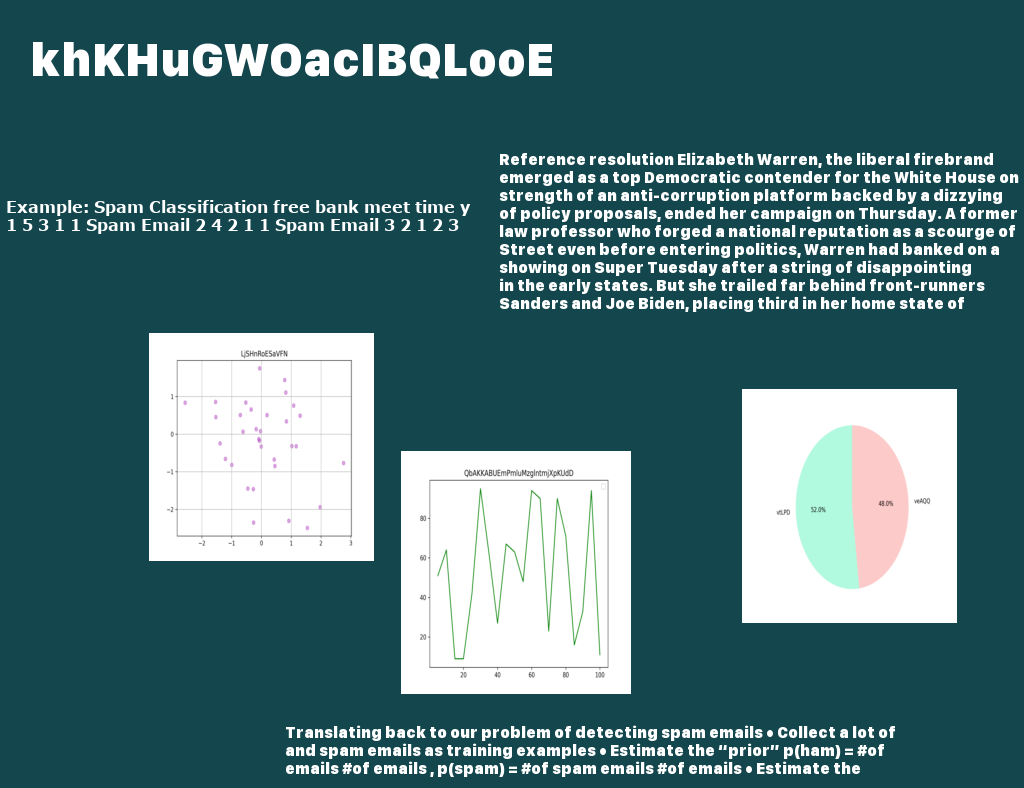 khKHuGWOacIBQLooE
Reference resolution Elizabeth Warren, the liberal firebrand
emerged as a top Democratic contender for the White House on
strength of an anti-corruption platform backed by a dizzying
of policy proposals, ended her campaign on Thursday. A former
law professor who forged a national reputation as a scourge of
Street even before entering politics, Warren had banked on a
showing on Super Tuesday after a string of disappointing
in the early states. But she trailed far behind front-runners
Sanders and Joe Biden, placing third in her home state of
Example: Spam Classification free bank meet time y
1 5 3 1 1 Spam Email 2 4 2 1 1 Spam Email 3 2 1 2 3
LjSHnRoESaVFN
1
0
−1
−2
−2 −1 0 1 2 3
QbAKKABUEmPmIuMzgIntmjXpKUdD
80
60
40
20
20 40 60 80 100
vtLPD
52.0%
48.0%
veAQQ
Translating back to our problem of detecting spam emails • Collect a lot of
and spam emails as training examples • Estimate the “prior” p(ham) = #of
emails #of emails , p(spam) = #of spam emails #of emails • Estimate the